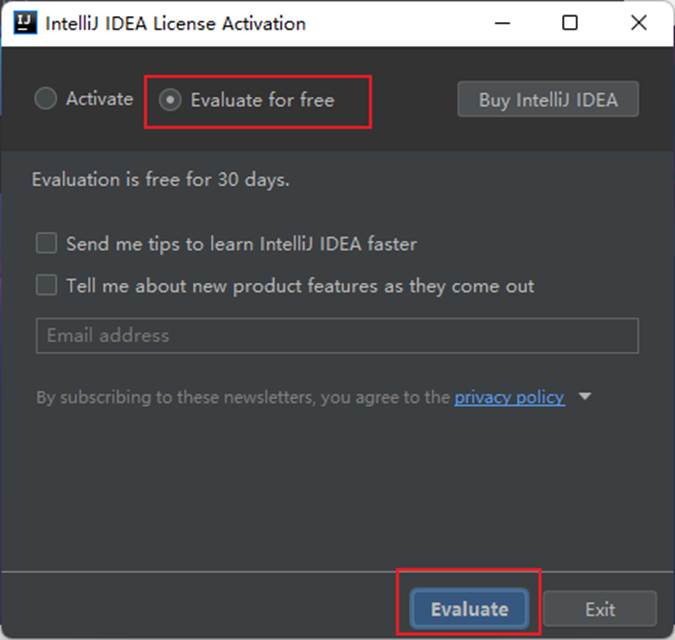 IntelliJ IDEA License Activation
Activate Evaluate for free Buy IntelliJ IDEA
Evaluation is free for 30 days.
Send me tips to learn IntelliJ IDEA faster
Tell me about new product features as they come out
Email address
By subscribing to these newsletters, you agree to the privacy policy
Evaluate Exit